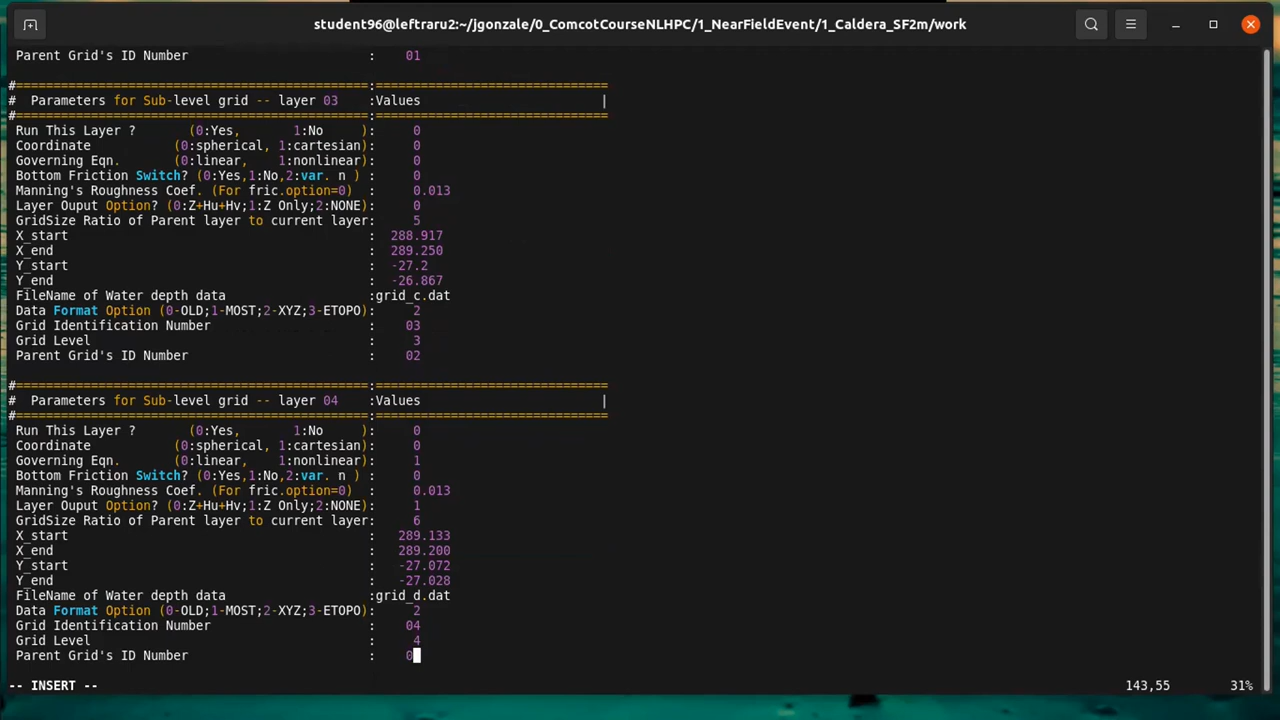 student96@leftraru2:~/jgonzale/0_ComcotCourseNLHPC/1_NearFieldEvent/1_Caldera_SF2m/work
Parent Grid's ID Number : 01
#===============================================:===============================
# Parameters for Sub-level grid -- layer 03 :Values |
#===============================================:===============================
Run This Layer ? (0:Yes, 1:No ): 0
Coordinate (0:spherical, 1:cartesian): 0
Governing Eqn. (0:linear, 1:nonlinear): 0
Bottom Friction Switch? (0:Yes,1:No,2:var. n ) : 0
Manning's Roughness Coef. (For fric.option=0) : 0.013
Layer Ouput Option? (0:Z+Hu+Hv;1:Z Only;2:NONE): 0
GridSize Ratio of Parent layer to current layer: 5
X_start : 288.917
X_end : 289.250
Y_start : -27.2
Y_end : -26.867
FileName of Water depth data :grid_c.dat
Data Format Option (0-OLD;1-MOST;2-XYZ;3-ETOPO): 2
Grid Identification Number : 03
Grid Level : 3
Parent Grid's ID Number : 02
#===============================================:===============================
# Parameters for Sub-level grid -- layer 04 :Values |
#===============================================:===============================
Run This Layer ? (0:Yes, 1:No ): 0
Coordinate (0:spherical, 1:cartesian): 0
Governing Eqn. (0:linear, 1:nonlinear): 1
Bottom Friction Switch? (0:Yes,1:No,2:var. n ) : 0
Manning's Roughness Coef. (For fric.option=0) : 0.013
Layer Ouput Option? (0:Z+Hu+Hv;1:Z Only;2:NONE): 1
GridSize Ratio of Parent layer to current layer: 6
X_start : 289.133
X_end : 289.200
Y_start : -27.072
Y_end : -27.028
FileName of Water depth data :grid_d.dat
Data Format Option (0-OLD;1-MOST;2-XYZ;3-ETOPO): 2
Grid Identification Number : 04
Grid Level : 4
Parent Grid's ID Number : 0
-- INSERT -- 143,55 31%